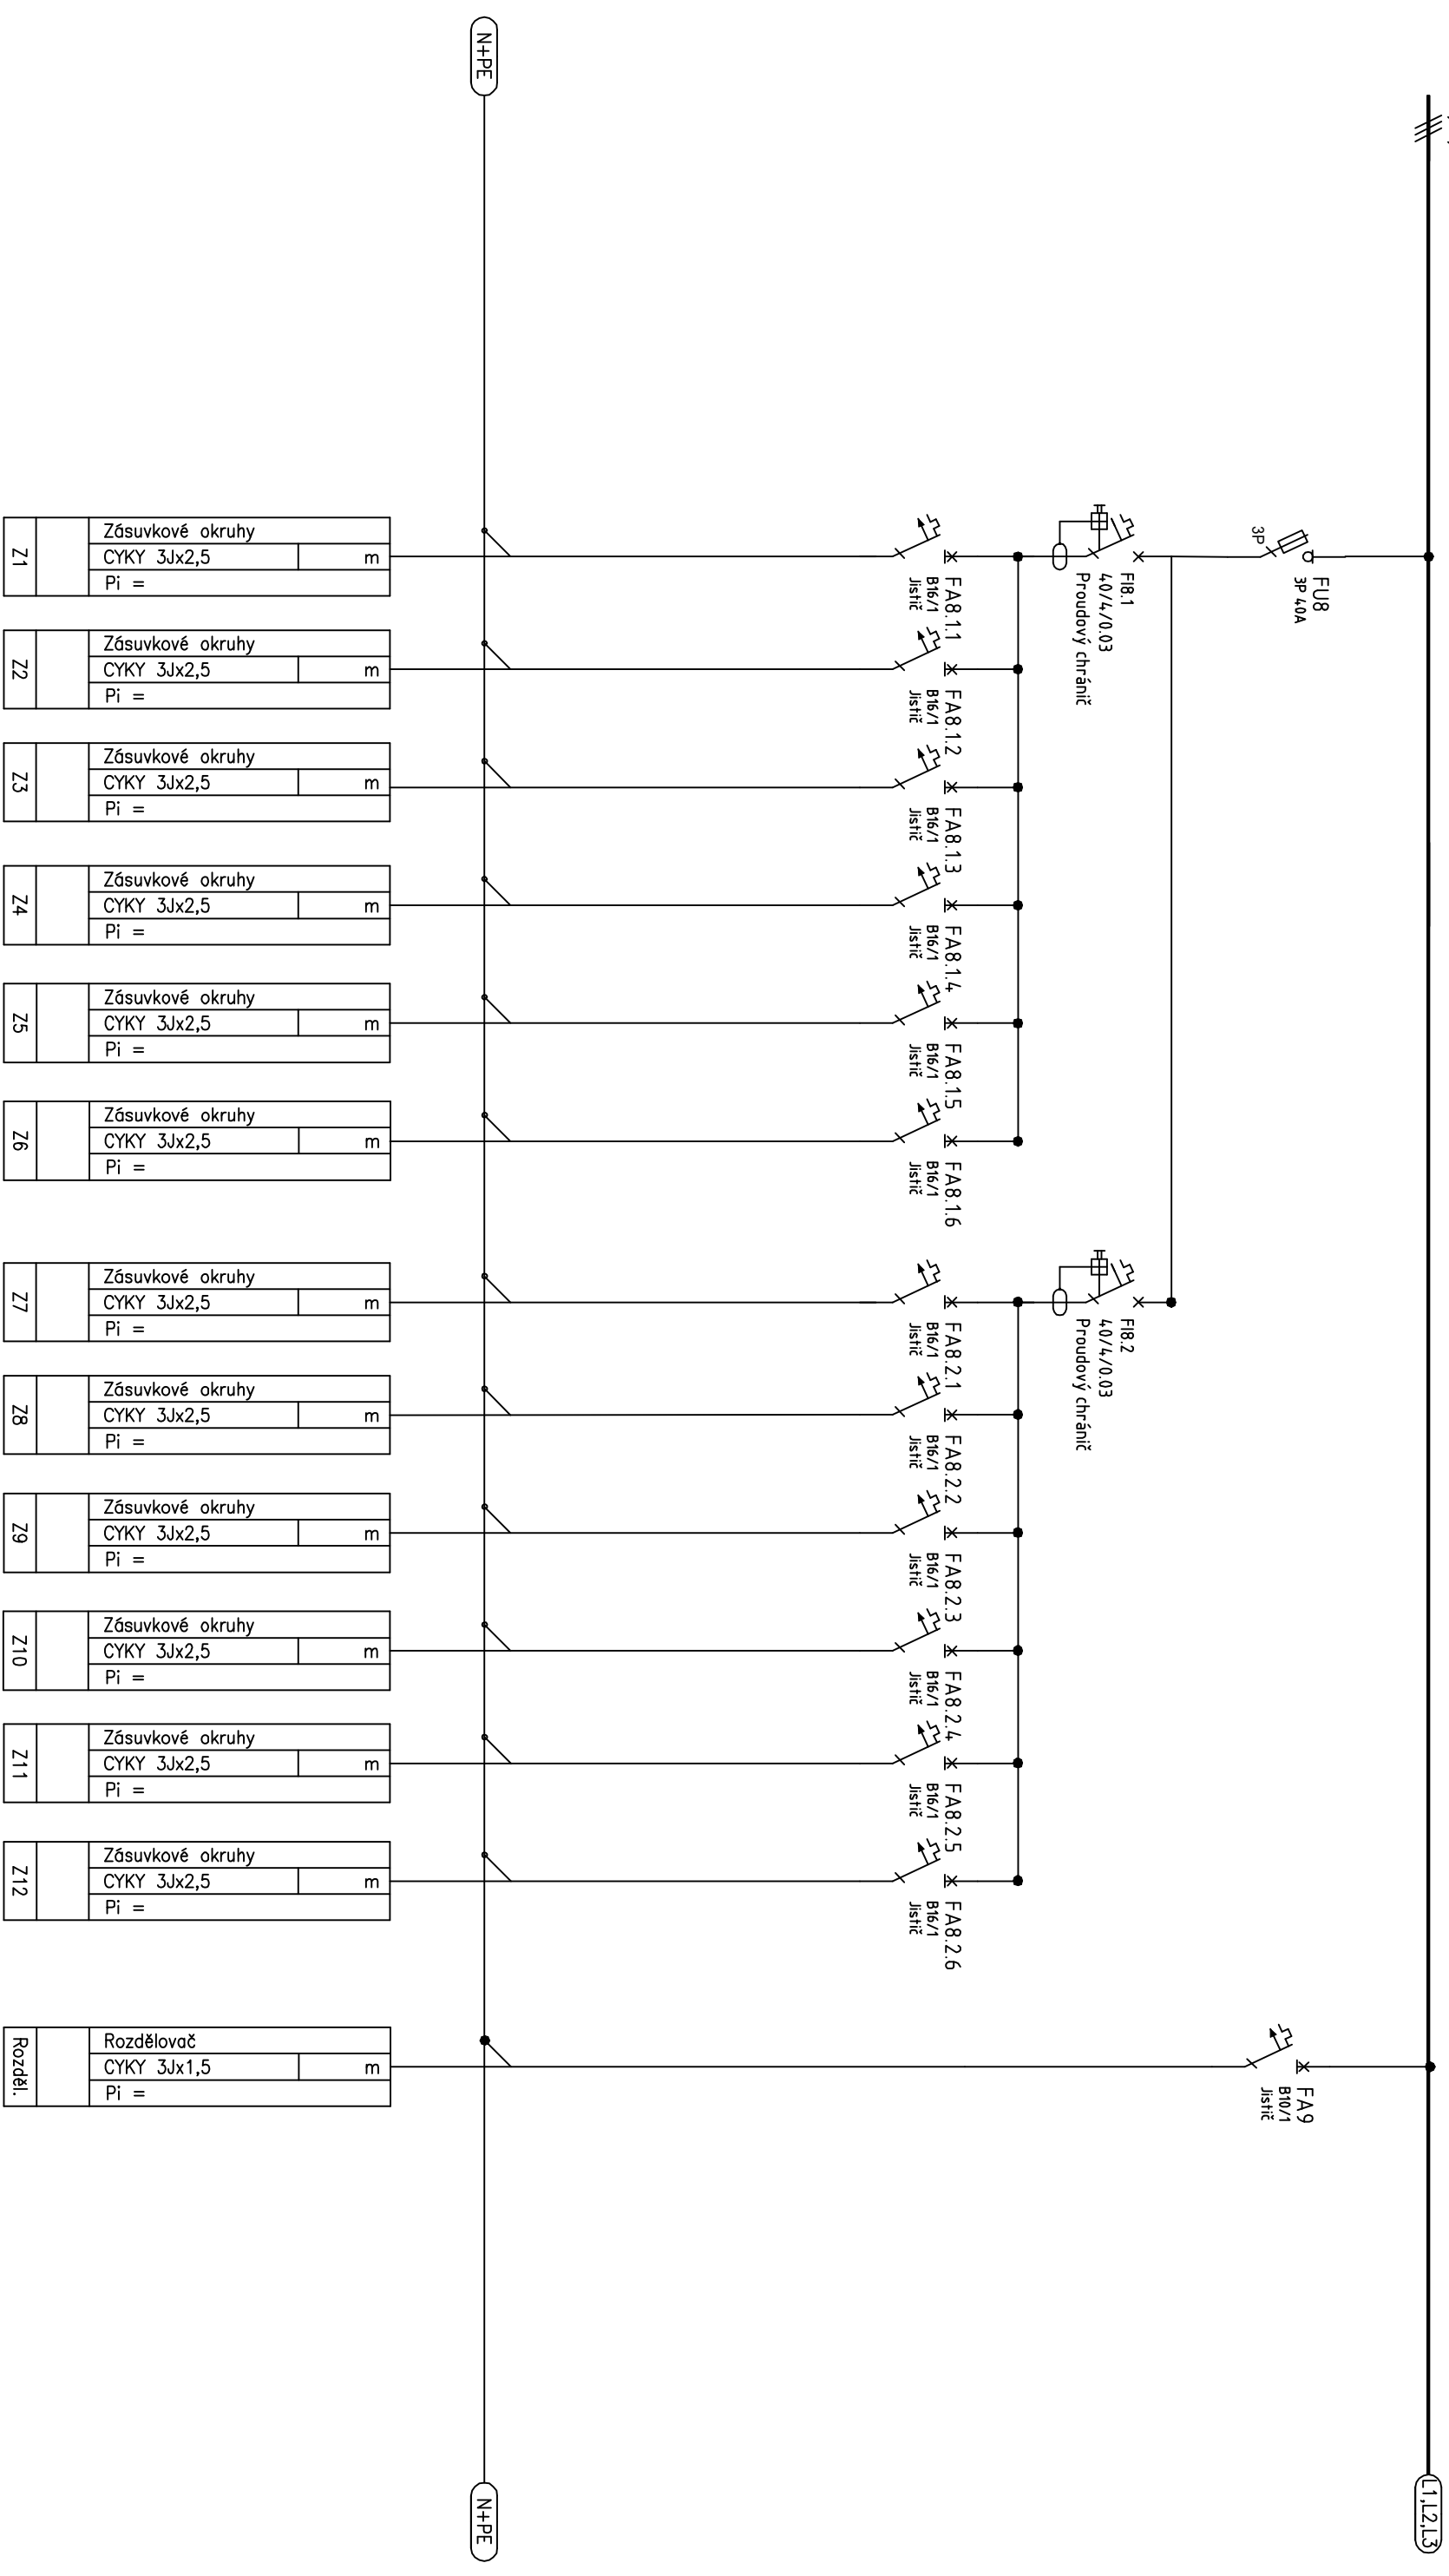 N+PE
FU8
3P 40A
3P
FI8.1
40/4/0.03
Proudový chránič
FI8.2
40/4/0.03
Proudový chránič
FA8.1.1
B16/1
Jistič
FA8.1.2
B16/1
Jistič
FA8.1.3
B16/1
Jistič
FA8.1.4
B16/1
Jistič
FA8.1.5
B16/1
Jistič
FA8.1.6
B16/1
Jistič
FA8.2.1
B16/1
Jistič
FA8.2.2
B16/1
Jistič
FA8.2.3
B16/1
Jistič
FA8.2.4
B16/1
Jistič
FA8.2.5
B16/1
Jistič
FA8.2.6
B16/1
Jistič
FA9
B10/1
Jistič
Z1
Zásuvkové okruhy
CYKY 3Jx2,5 m
Pi =
Z2
Zásuvkové okruhy
CYKY 3Jx2,5 m
Pi =
Z3
Zásuvkové okruhy
CYKY 3Jx2,5 m
Pi =
Z4
Zásuvkové okruhy
CYKY 3Jx2,5 m
Pi =
Z5
Zásuvkové okruhy
CYKY 3Jx2,5 m
Pi =
Z6
Zásuvkové okruhy
CYKY 3Jx2,5 m
Pi =
Z7
Zásuvkové okruhy
CYKY 3Jx2,5 m
Pi =
Z8
Zásuvkové okruhy
CYKY 3Jx2,5 m
Pi =
Z9
Zásuvkové okruhy
CYKY 3Jx2,5 m
Pi =
Z10
Zásuvkové okruhy
CYKY 3Jx2,5 m
Pi =
Z11
Zásuvkové okruhy
CYKY 3Jx2,5 m
Pi =
Z12
Zásuvkové okruhy
CYKY 3Jx2,5 m
Pi =
Rozděl.
Rozdělovač
CYKY 3Jx1,5 m
Pi =
N+PE
L1,L2,L3